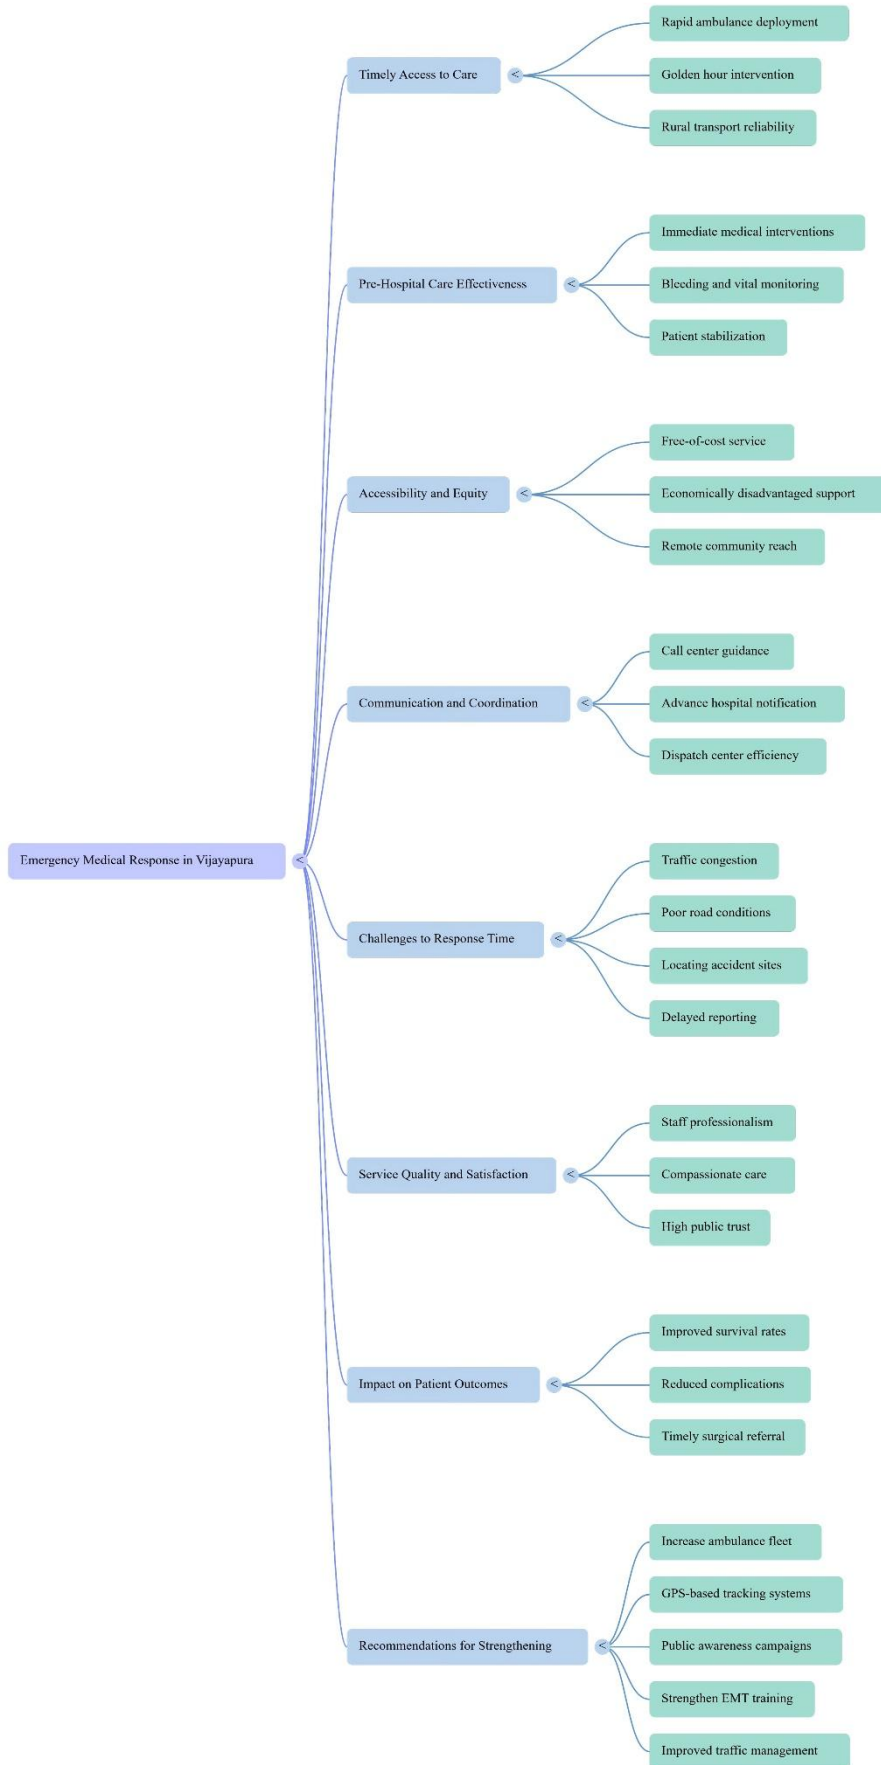 Emergency Medical Response in Vijayapura
Timely Access to Care
Rapid ambulance deployment
Golden hour intervention
Rural transport reliability
Pre-Hospital Care Effectiveness
Immediate medical interventions
Bleeding and vital monitoring
Patient stabilization
Accessibility and Equity
Free-of-cost service
Economically disadvantaged support
Remote community reach
Communication and Coordination
Call center guidance
Advance hospital notification
Dispatch center efficiency
Challenges to Response Time
Traffic congestion
Poor road conditions
Locating accident sites
Delayed reporting
Service Quality and Satisfaction
Staff professionalism
Compassionate care
High public trust
Impact on Patient Outcomes
Improved survival rates
Reduced complications
Timely surgical referral
Recommendations for Strengthening
Increase ambulance fleet
GPS-based tracking systems
Public awareness campaigns
Strengthen EMT training
Improved traffic management